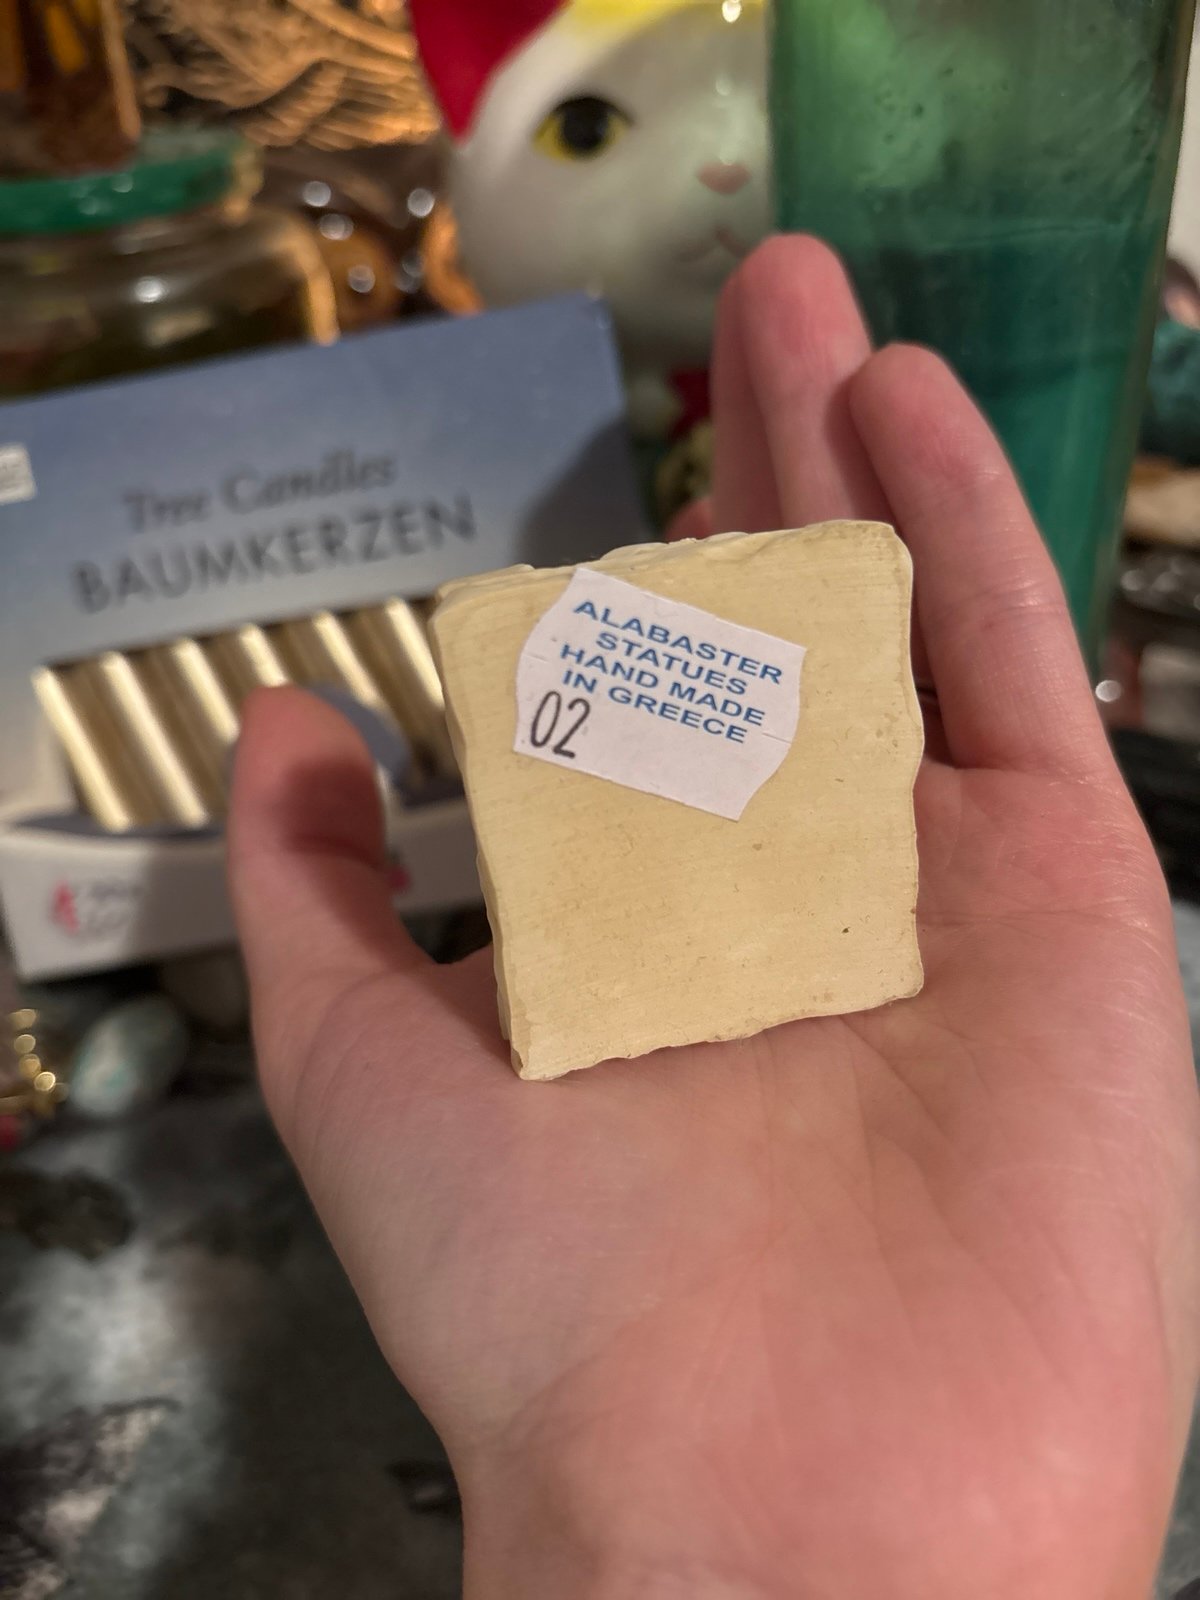 Tree Candles
BAUMKERZEN
ALABASTER
STATUES
HAND MADE
IN GREECE
02